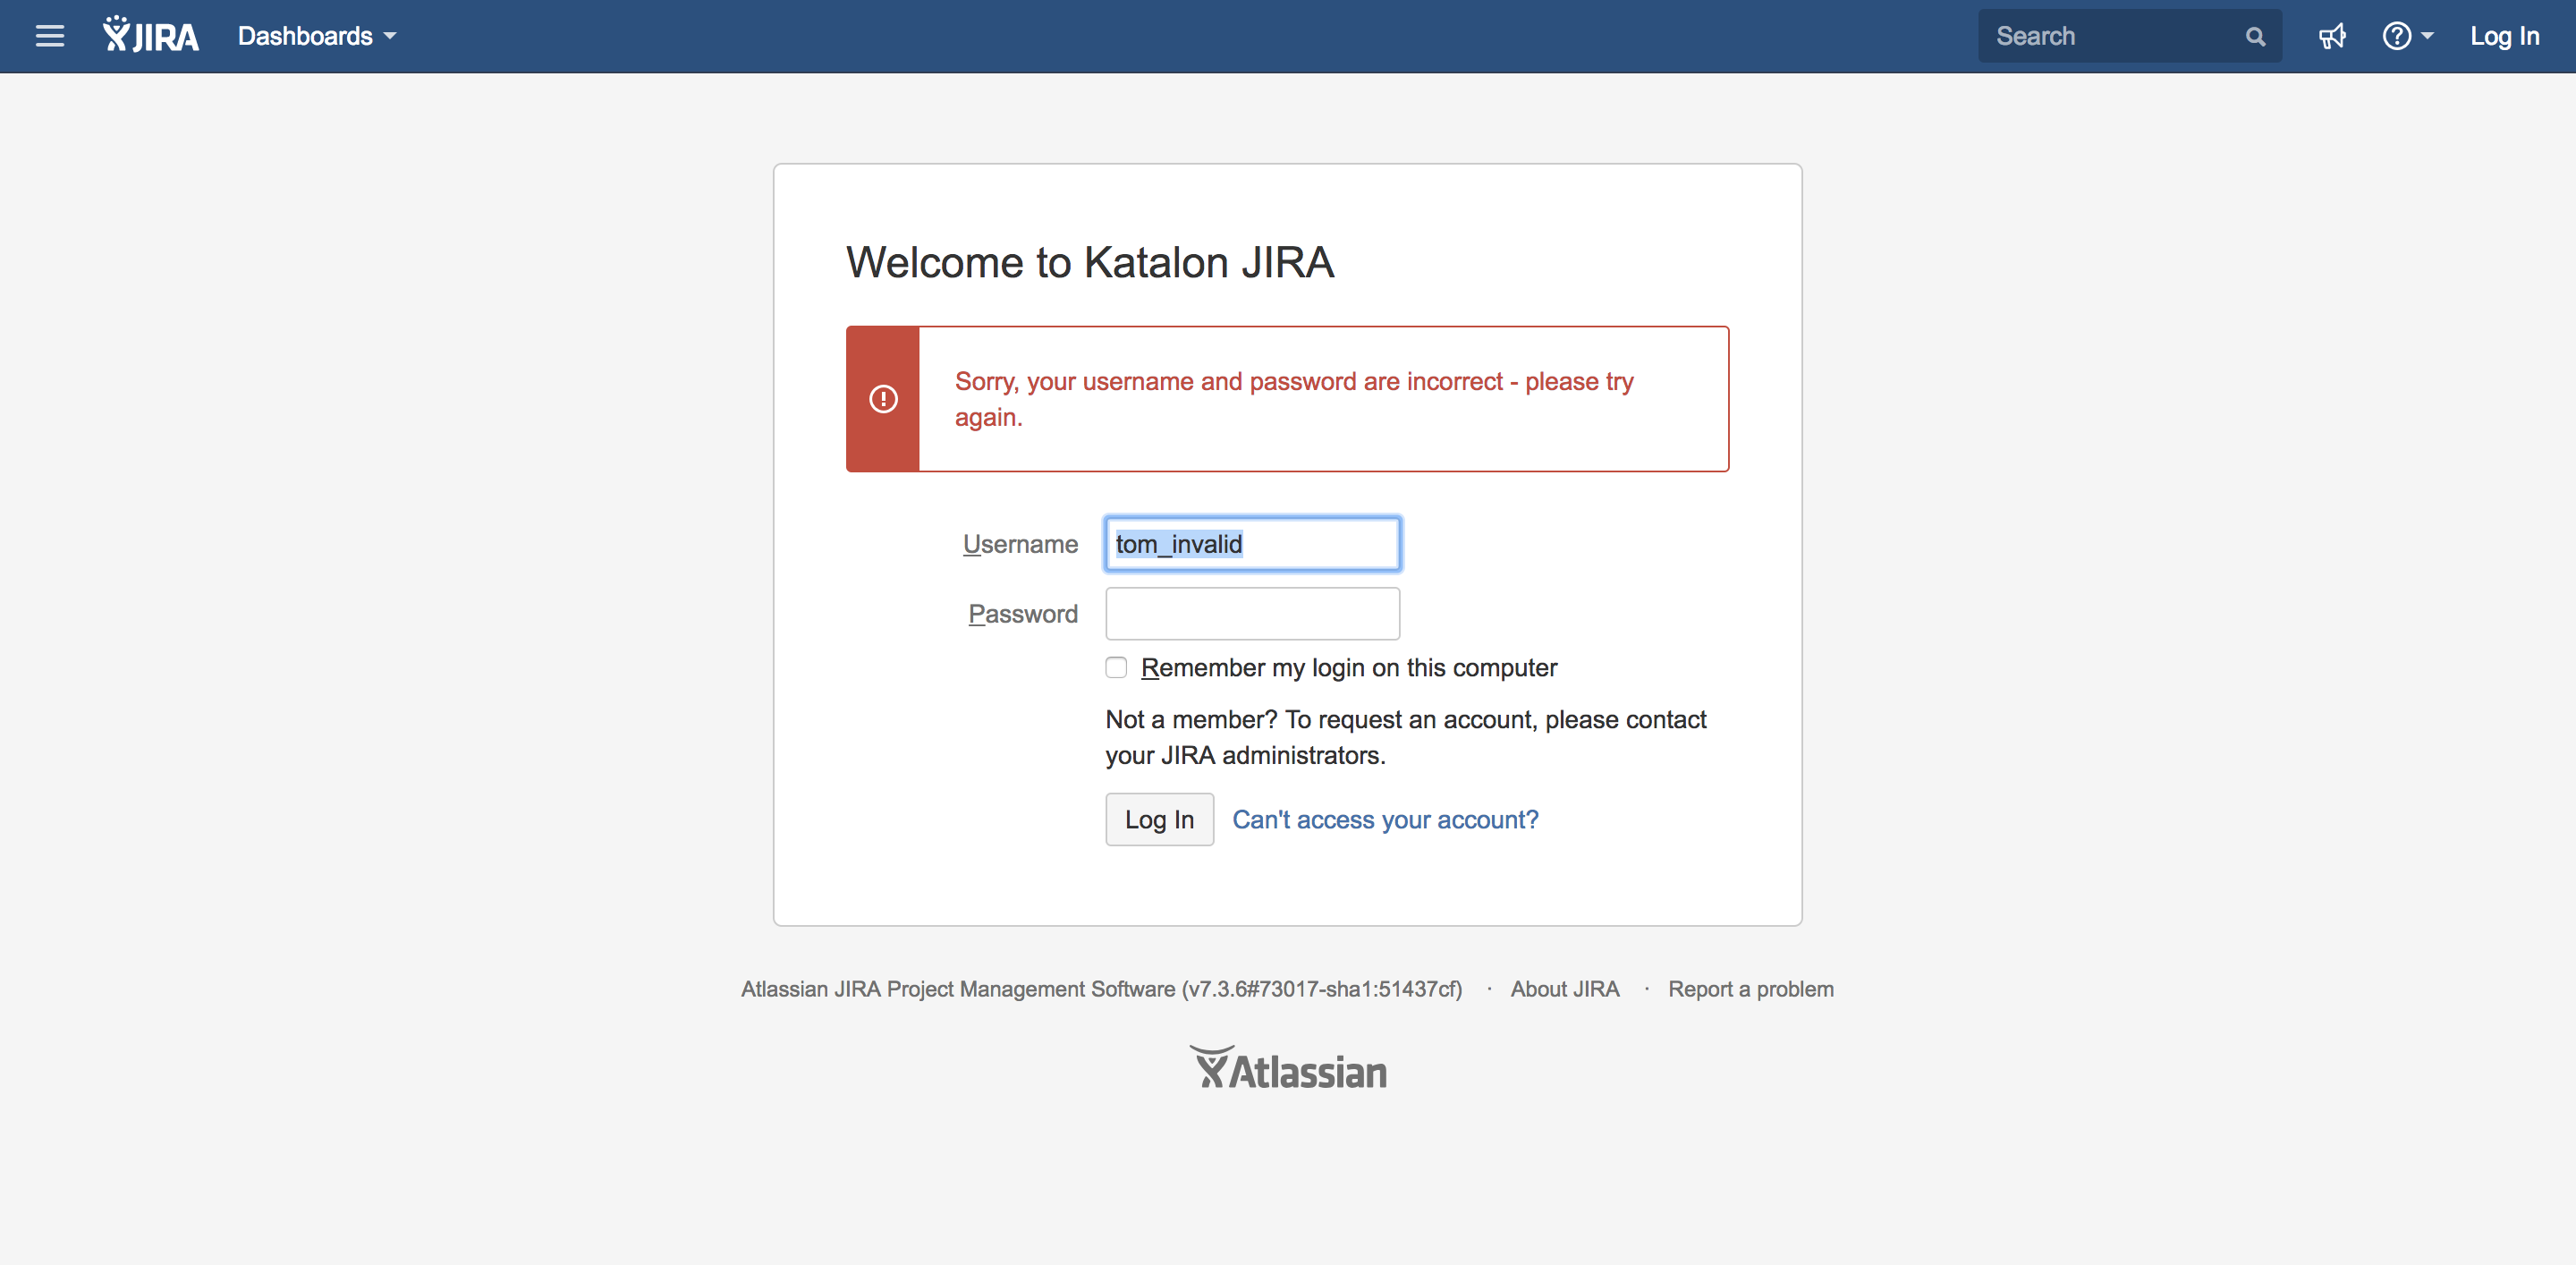 JIRA Dashboards Search Log In
Welcome to Katalon JIRA
Sorry, your username and password are incorrect - please try
again.
Username tom_invalid
Password
Remember my login on this computer
Not a member? To request an account, please contact
your JIRA administrators.
Log In Can't access your account?
Atlassian JIRA Project Management Software (v7.3.6#73017-sha1:51437cf) · About JIRA · Report a problem
Atlassian